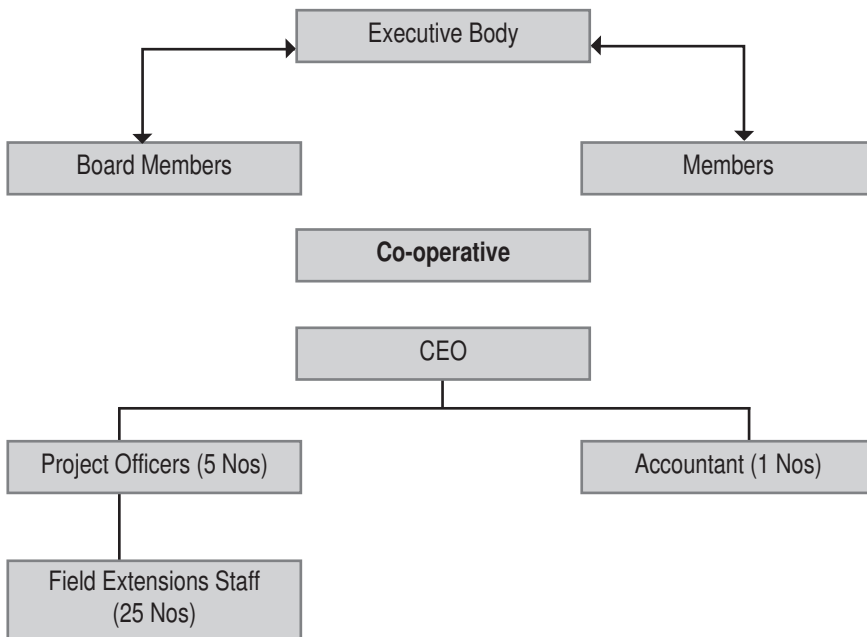 Executive Body
Board Members
Members
Co-operative
CEO
Project Officers (5 Nos)
Accountant (1 Nos)
Field Extensions Staff
(25 Nos)